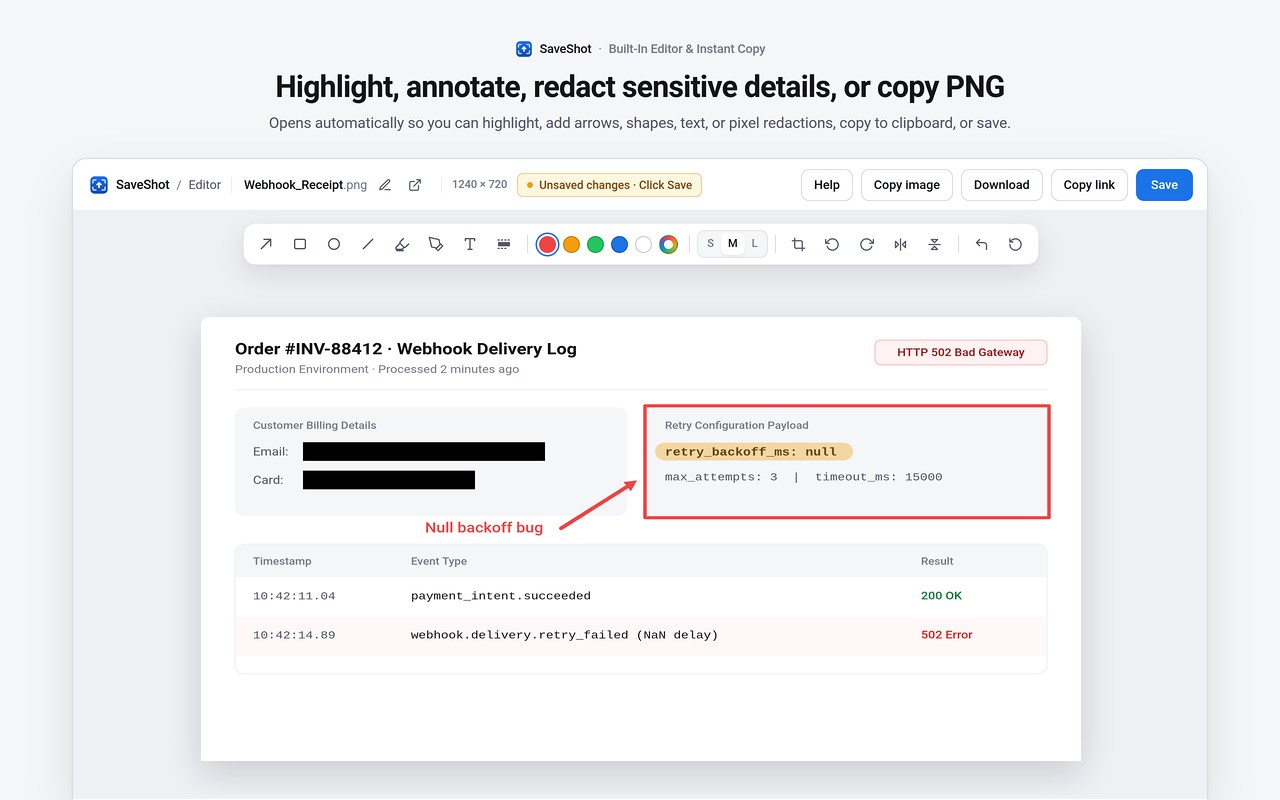 SaveShot · Built-In Editor & Instant Copy
Highlight, annotate, redact sensitive details, or copy PNG
Opens automatically so you can highlight, add arrows, shapes, text, or pixel redactions, copy to clipboard, or save.
SaveShot / Editor Webhook_Receipt.png 1240 × 720 Unsaved changes · Click Save Help Copy image Download Copy link Save
T S M L
Order #INV-88412 · Webhook Delivery Log
HTTP 502 Bad Gateway
Production Environment · Processed 2 minutes ago
Customer Billing Details
Email:
Card:
Retry Configuration Payload
retry_backoff_ms: null
max_attempts: 3 | timeout_ms: 15000
Null backoff bug
Timestamp Event Type Result
10:42:11.04 payment_intent.succeeded 200 OK
10:42:14.89 webhook.delivery.retry_failed (NaN delay) 502 Error